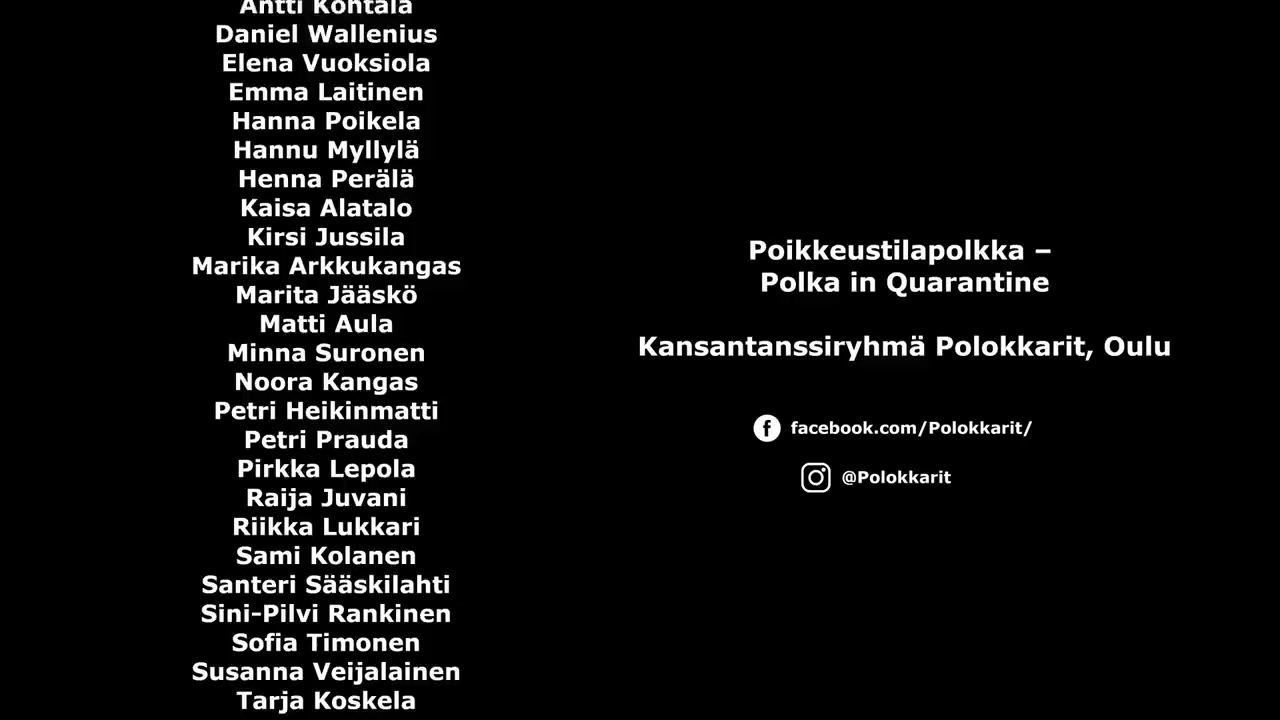 Antti Kohtala
Daniel Wallenius
Elena Vuoksiola
Emma Laitinen
Hanna Poikela
Hannu Myllylä
Henna Perälä
Kaisa Alatalo
Kirsi Jussila
Marika Arkkukangas
Marita Jääskö
Matti Aula
Minna Suronen
Noora Kangas
Petri Heikinmatti
Petri Prauda
Pirkka Lepola
Raija Juvani
Riikka Lukkari
Sami Kolanen
Santeri Sääskilahti
Sini-Pilvi Rankinen
Sofia Timonen
Susanna Veijalainen
Tarja Koskela
Poikkeustilapolkka –
Polka in Quarantine
Kansantanssiryhmä Polokkarit, Oulu
facebook.com/Polokkarit/
@Polokkarit